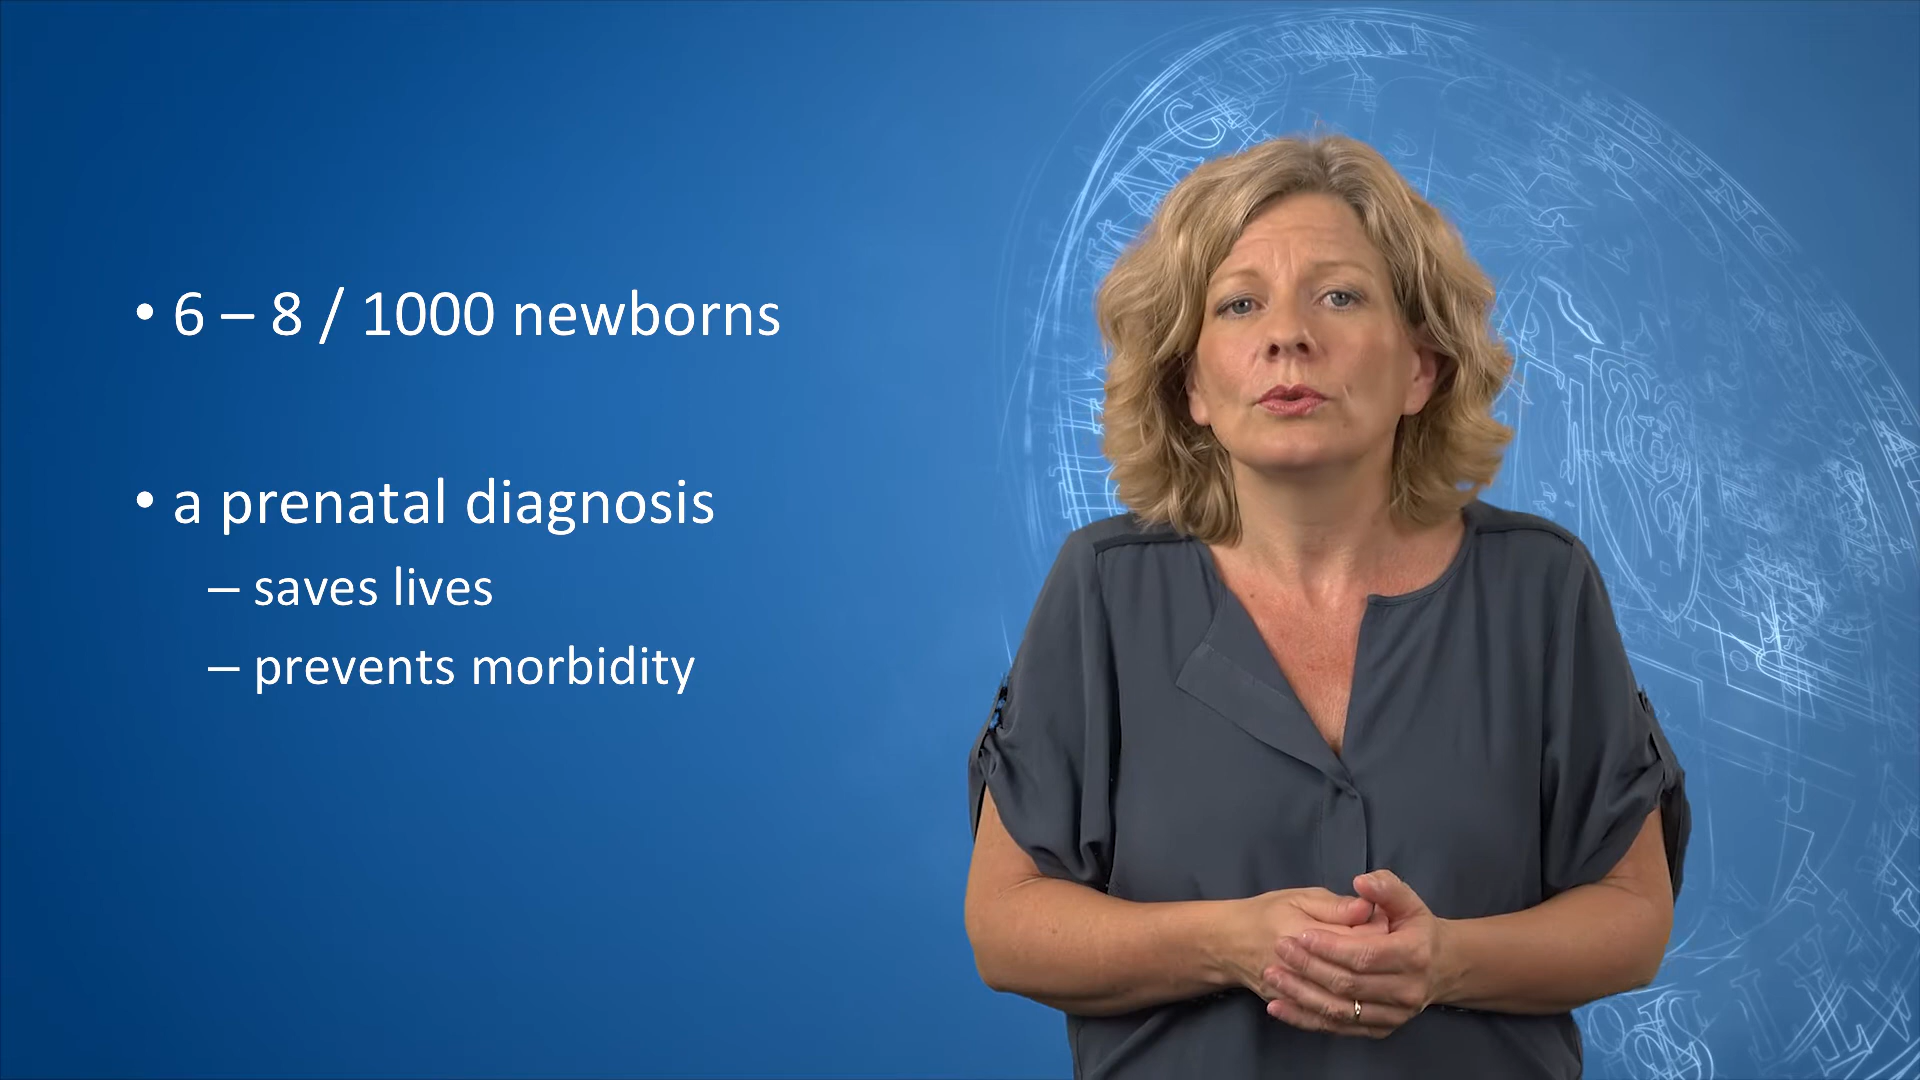 • 6 – 8 / 1000 newborns
• a prenatal diagnosis
– saves lives
– prevents morbidity